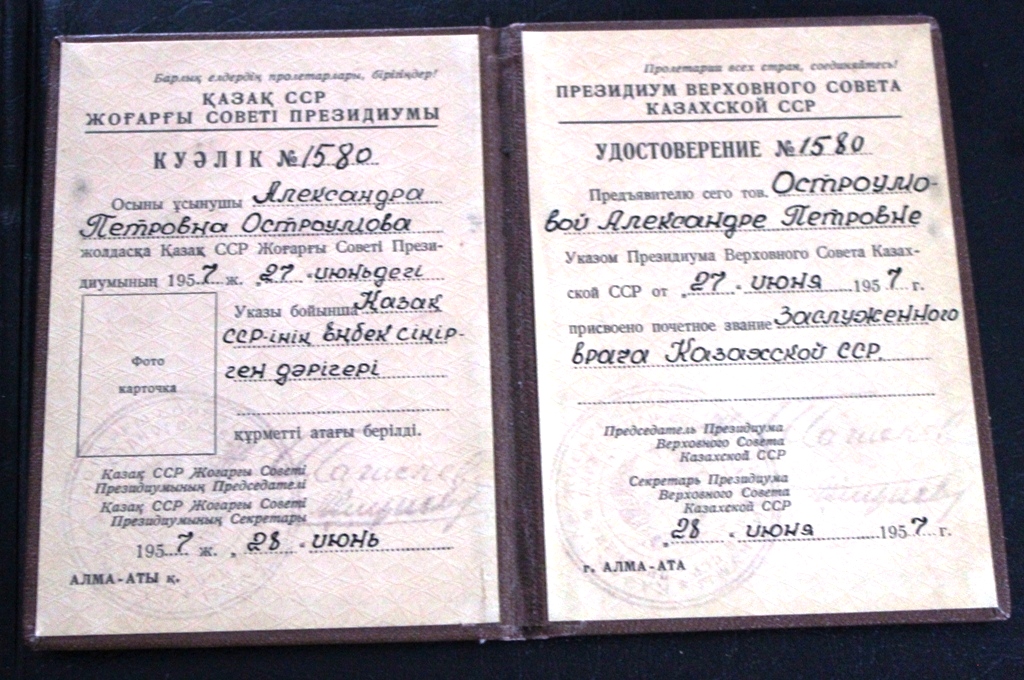 Барлық елдердің пролетарлары, бірігіңдер!
ҚАЗАҚ ССР
ЖОҒАРҒЫ СОВЕТІ ПРЕЗИДИУМЫ
КУӘЛІК №1580
Осыны ұсынушы Александра
Петровна Остроумова
жолдасқа Қазақ ССР Жоғарғы Советі Прези-
диумының 1957 ж. „27“ июньдегі
Указы бойынша Қазақ
ССР-інің Еңбек сіңір-
ген дәрігері
Фото
карточка
құрметті атағы берілді.
Қазақ ССР Жоғарғы Советі
Президиумының Председателі
Қазақ ССР Жоғарғы Советі
Президиумының Секретары
1957 ж. „28“ июнь
АЛМА-АТЫ қ.
Пролетарии всех стран, соединяйтесь!
ПРЕЗИДИУМ ВЕРХОВНОГО СОВЕТА
КАЗАХСКОЙ ССР
УДОСТОВЕРЕНИЕ №1580
Предъявителю сего тов. Остроумо-
вой Александре Петровне
Указом Президиума Верховного Совета Казах-
ской ССР от „27“ июня 1957 г.
присвоено почетное звание Заслуженного
врача Казахской ССР.
Председатель Президиума
Верховного Совета
Казахской ССР
Секретарь Президиума
Верховного Совета
Казахской ССР
„28“ июня 1957 г.
г. АЛМА-АТА